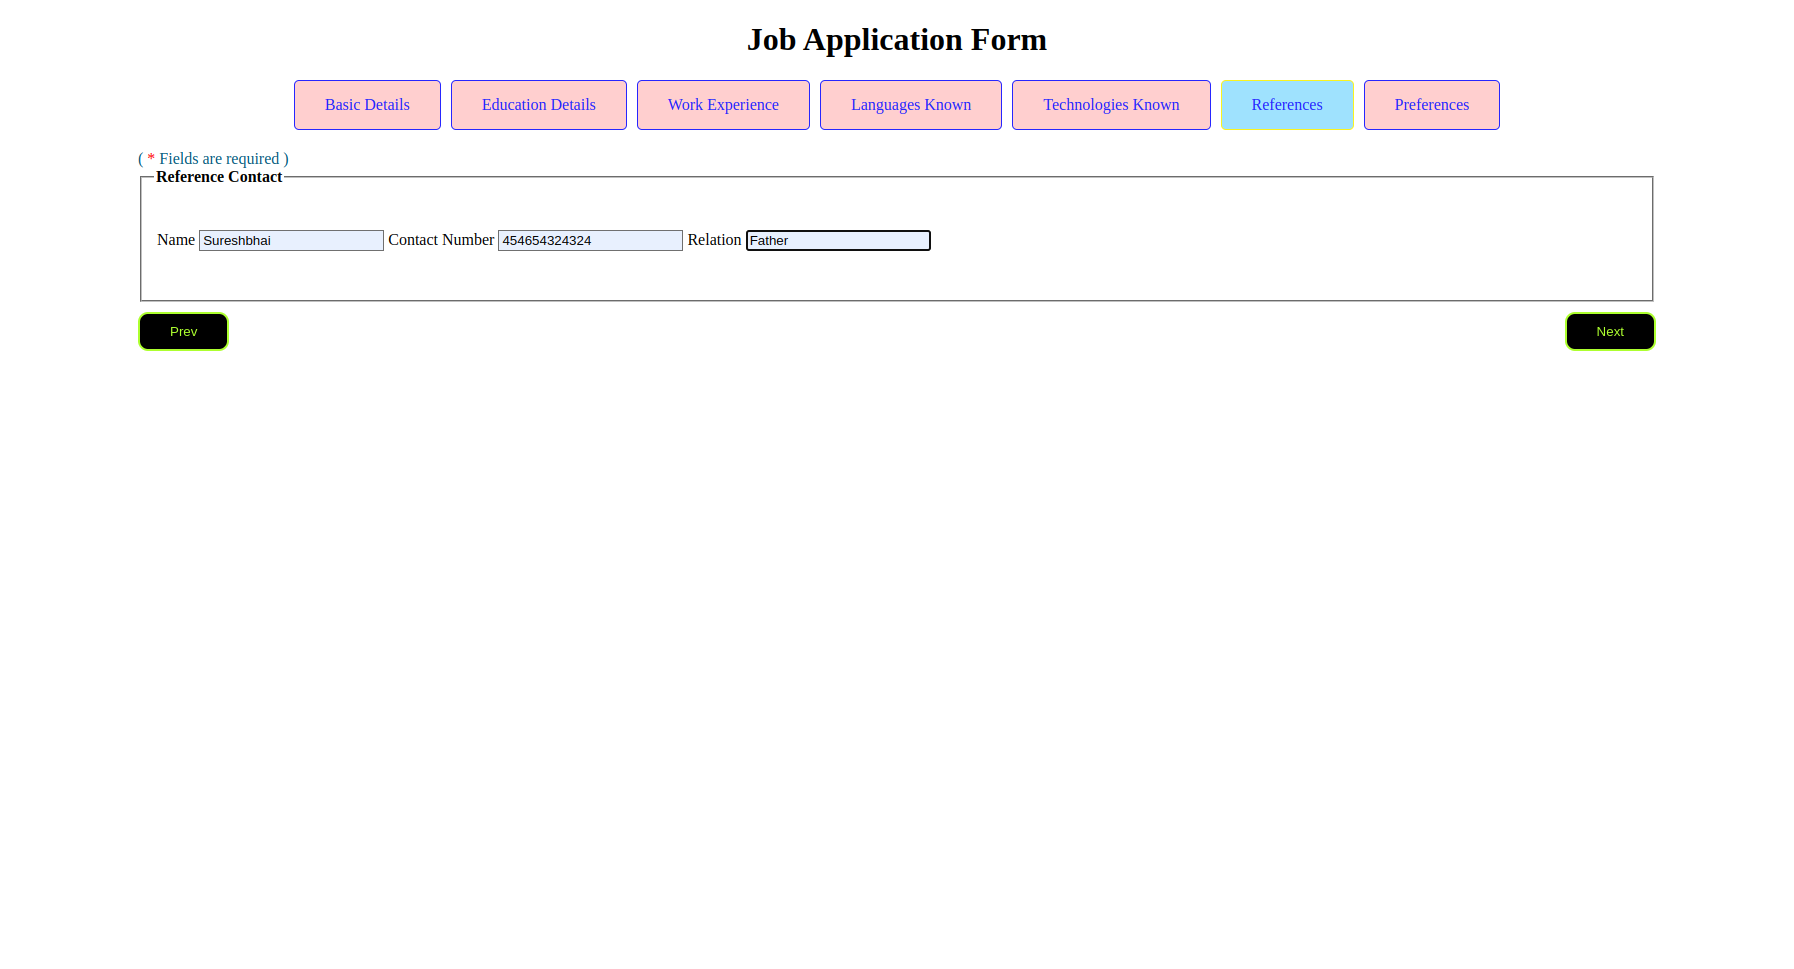 Job Application Form
Basic Details Education Details Work Experience Languages Known Technologies Known References Preferences
( * Fields are required )
Reference Contact
Name Sureshbhai Contact Number 454654324324 Relation Father
Prev Next